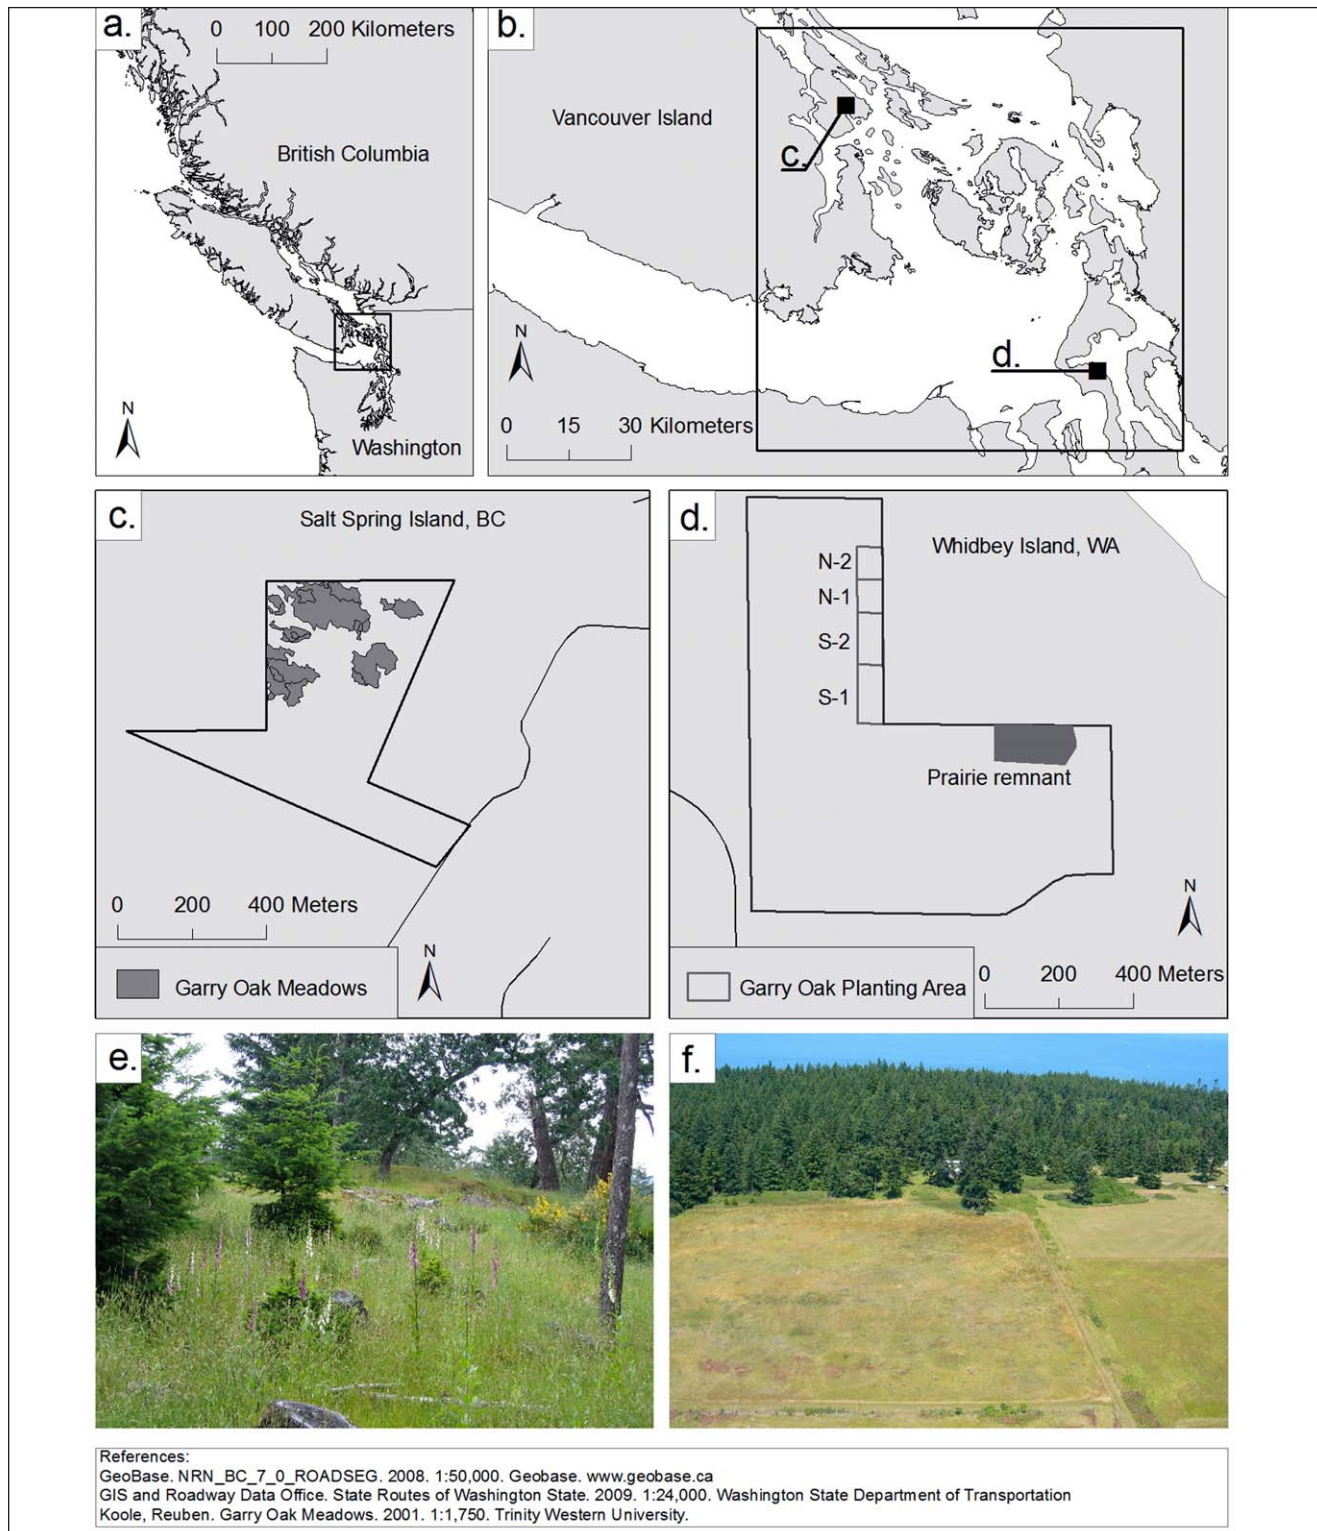 a.
0 100 200 Kilometers
British Columbia
N
Washington
b.
Vancouver Island
c.
d.
N
0 15 30 Kilometers
c.
Salt Spring Island, BC
0 200 400 Meters
N
Garry Oak Meadows
d.
Whidbey Island, WA
N-2
N-1
S-2
S-1
Prairie remnant
N
Garry Oak Planting Area
0 200 400 Meters
e.
f.
References:
GeoBase. NRN_BC_7_0_ROADSEG. 2008. 1:50,000. Geobase. www.geobase.ca
GIS and Roadway Data Office. State Routes of Washington State. 2009. 1:24,000. Washington State Department of Transportation
Koole, Reuben. Garry Oak Meadows. 2001. 1:1,750. Trinity Western University.